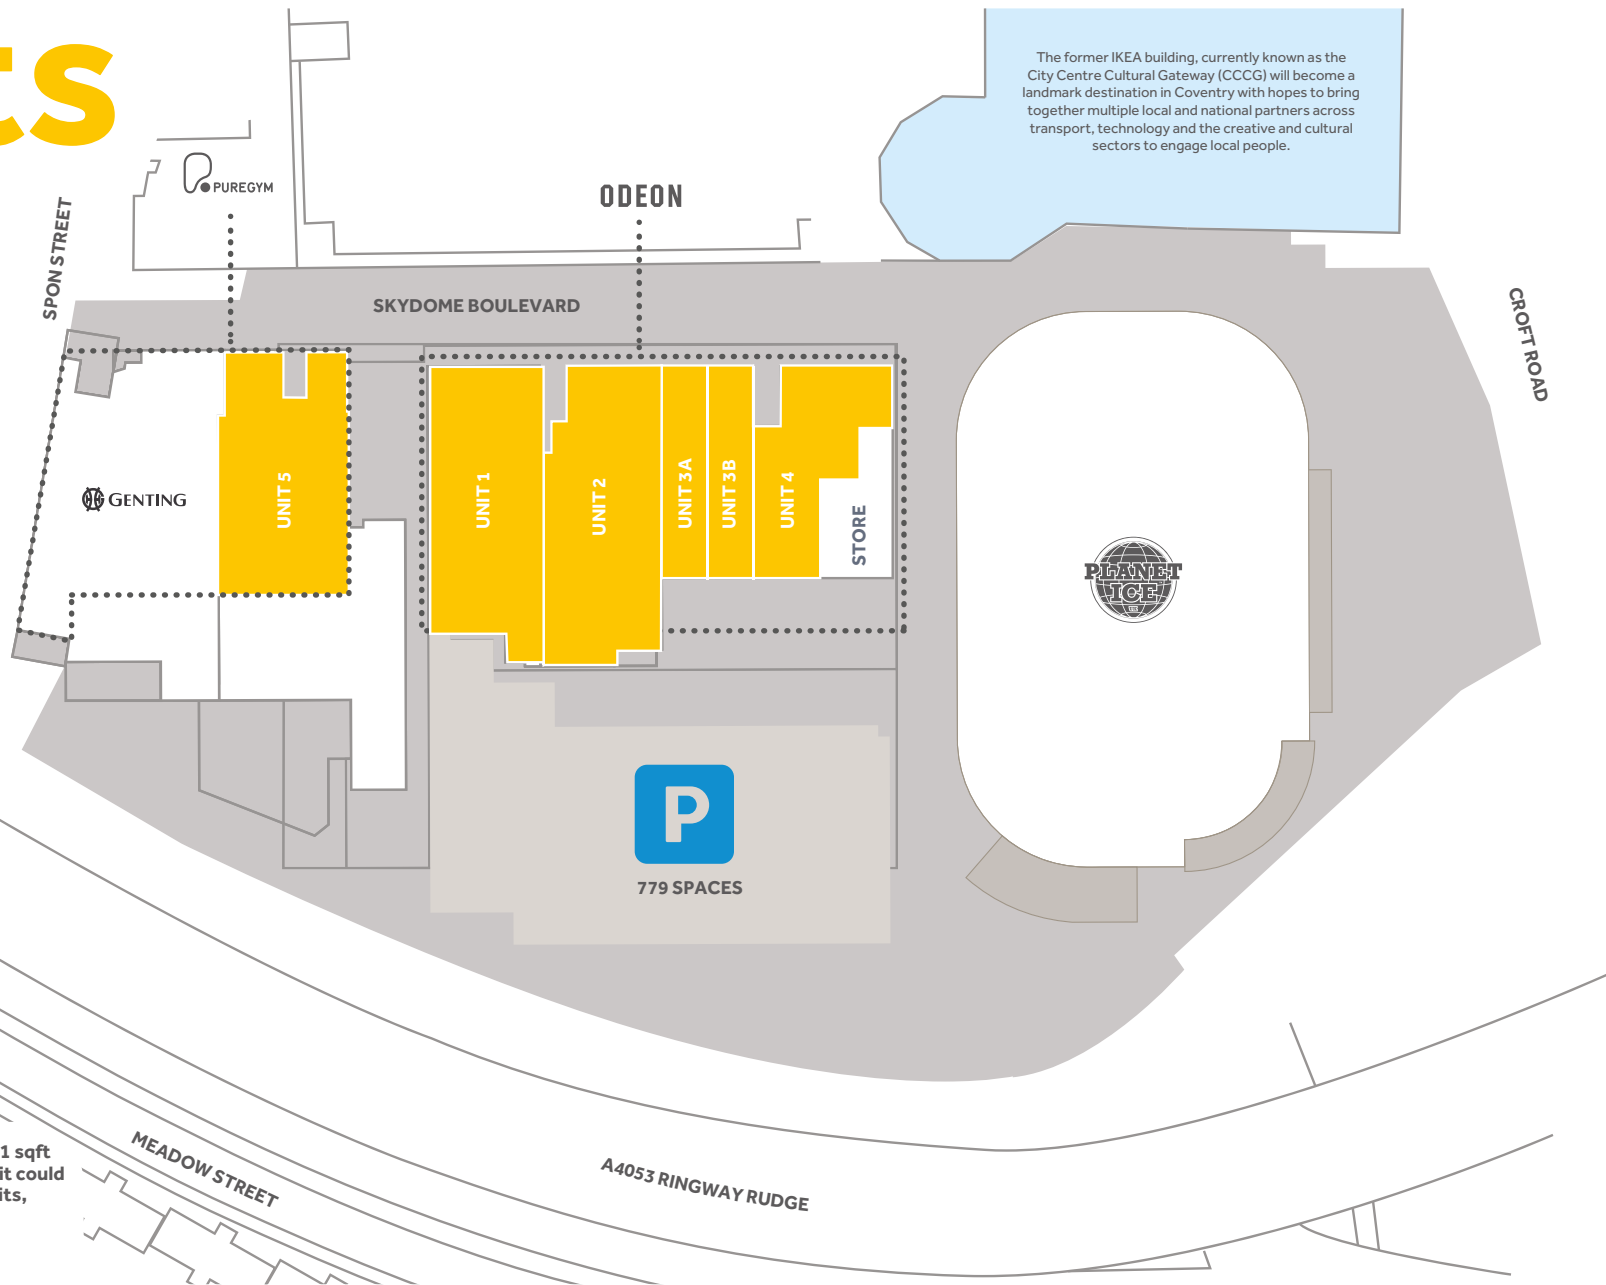 ts
The former IKEA building, currently known as the
City Centre Cultural Gateway (CCCG) will become a
landmark destination in Coventry with hopes to bring
together multiple local and national partners across
transport, technology and the creative and cultural
sectors to engage local people.
PUREGYM
ODEON
SPON STREET
SKYDOME BOULEVARD
CROFT ROAD
GENTING
UNIT 5
UNIT 1
UNIT 2
UNIT 3A
UNIT 3B
UNIT 4
STORE
PLANET
ICE
P
779 SPACES
MEADOW STREET
A4053 RINGWAY RUDGE
1 sqft
it could
its,